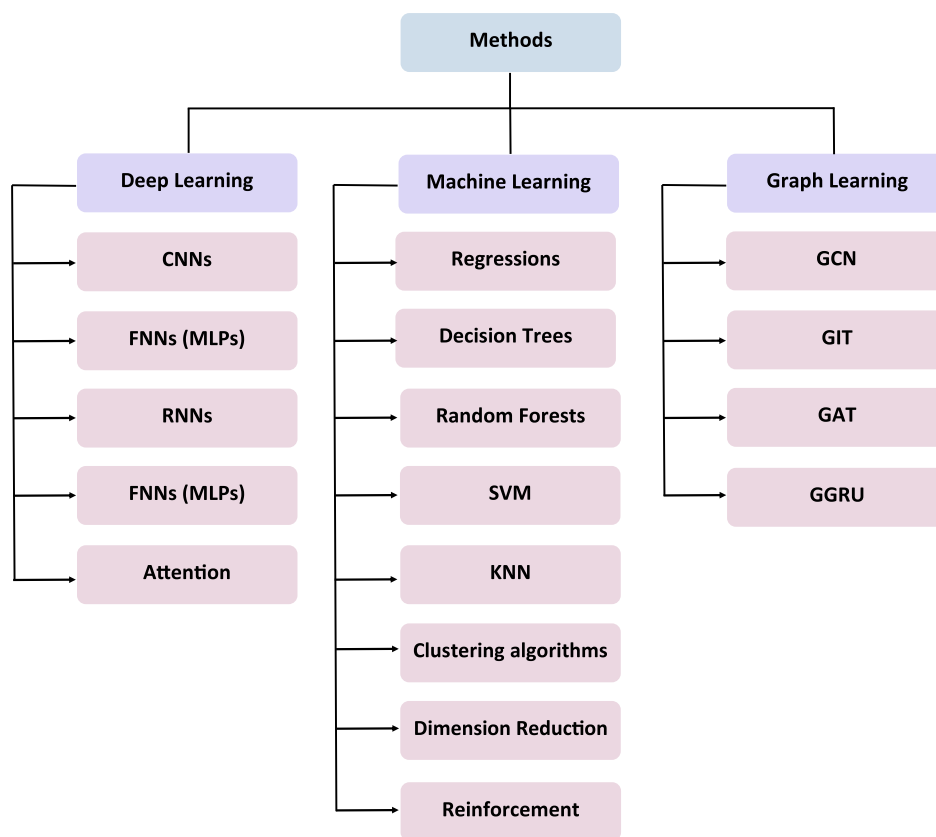 Methods
Deep Learning
CNNs
FNNs (MLPs)
RNNs
FNNs (MLPs)
Attention
Machine Learning
Regressions
Decision Trees
Random Forests
SVM
KNN
Clustering algorithms
Dimension Reduction
Reinforcement
Graph Learning
GCN
GIT
GAT
GGRU